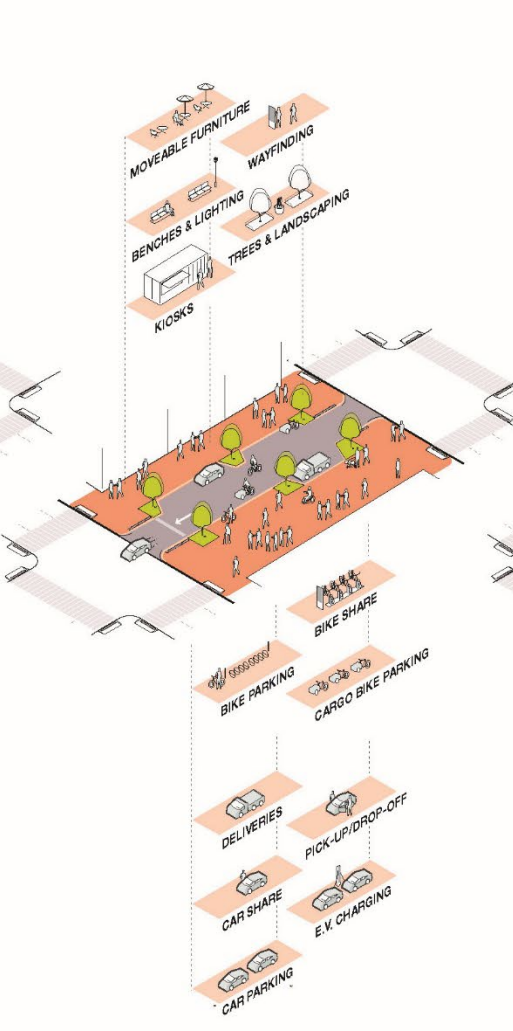 MOVEABLE FURNITURE
WAYFINDING
BENCHES & LIGHTING
TREES & LANDSCAPING
KIOSKS
BIKE SHARE
BIKE PARKING
CARGO BIKE PARKING
DELIVERIES
PICK-UP/DROP-OFF
CAR SHARE
E.V. CHARGING
CAR PARKING